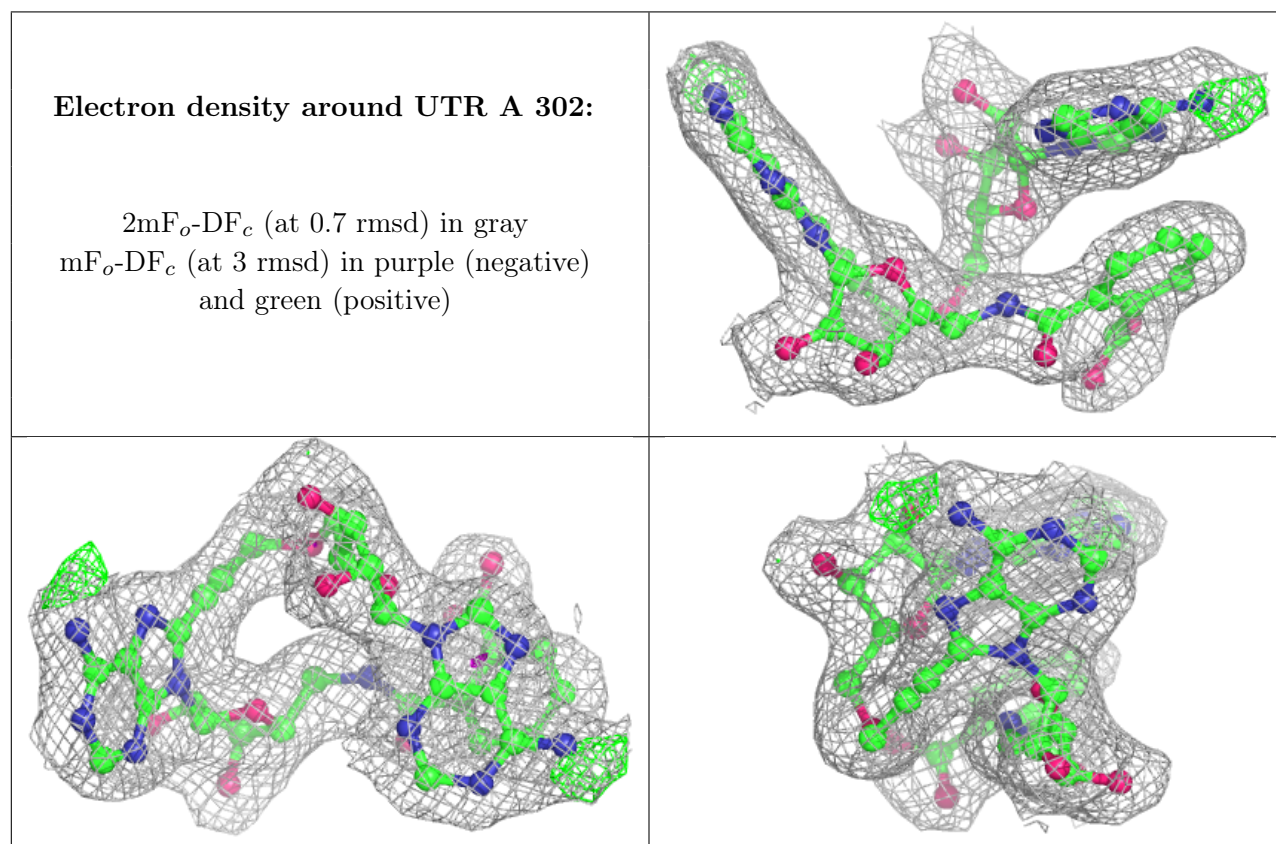 Electron density around UTR A 302:
2mFo-DFc (at 0.7 rmsd) in gray
mFo-DFc (at 3 rmsd) in purple (negative)
and green (positive)